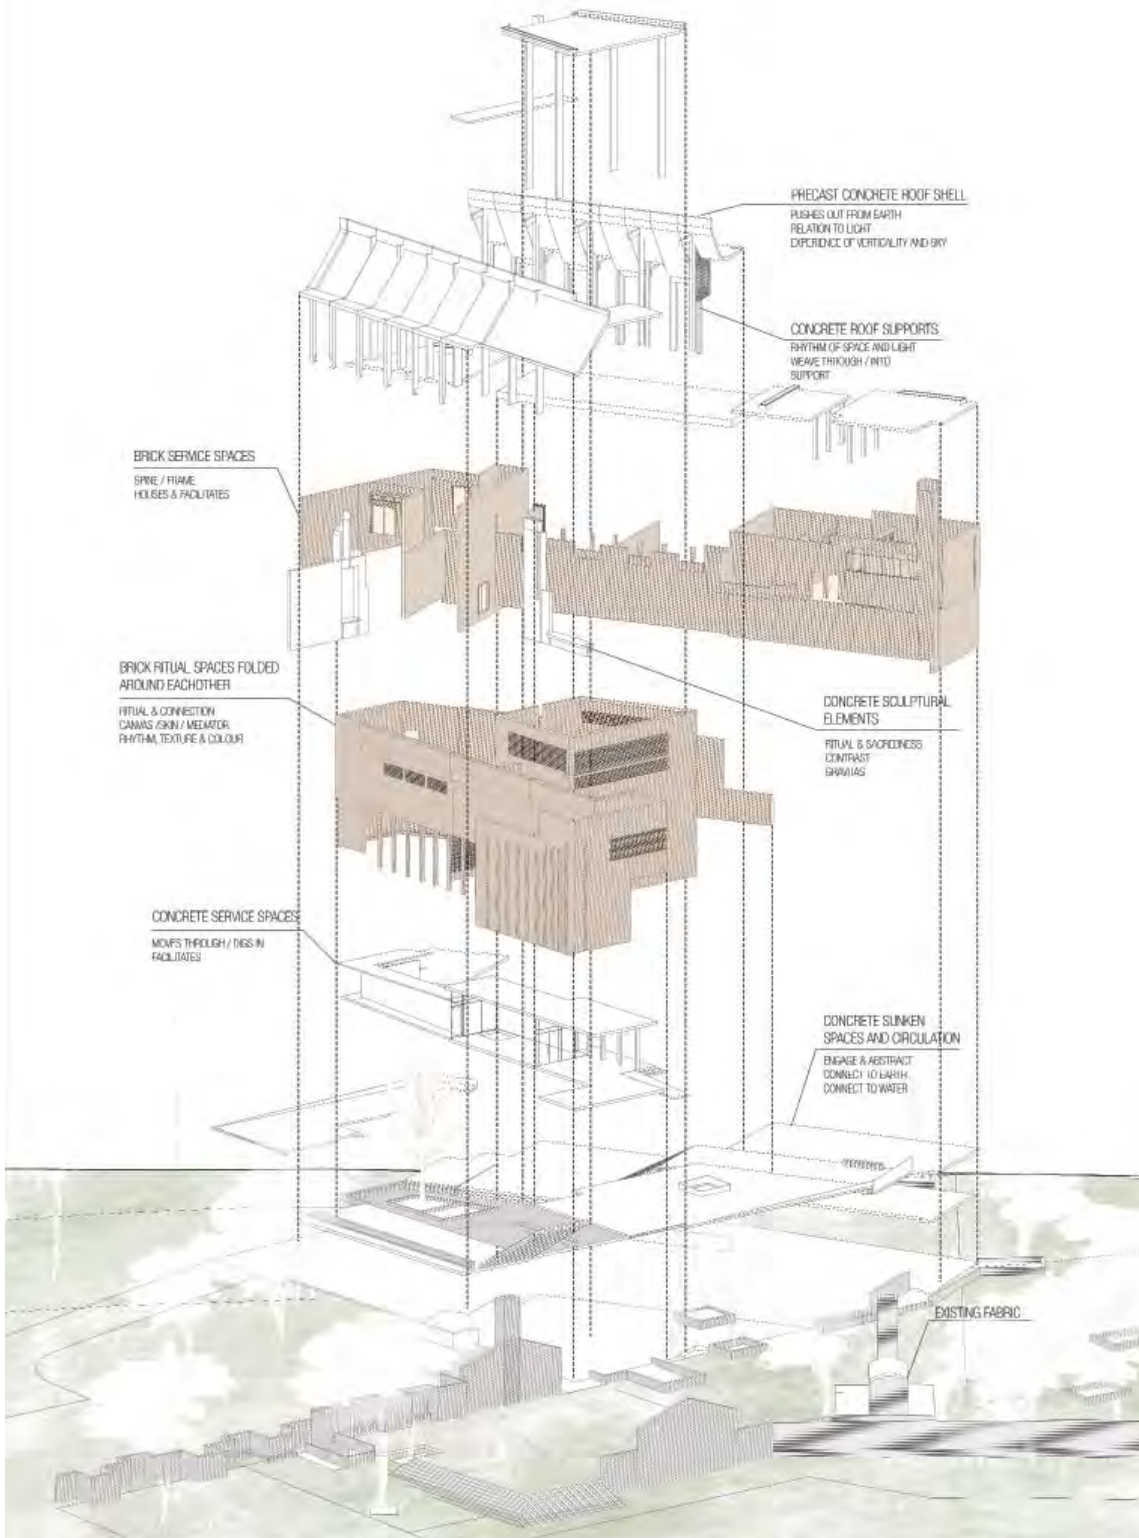 PRECAST CONCRETE ROOF SHELL
PUSHES OUT FROM EARTH
RELATION TO LIGHT
EXPERIENCE OF VERTICALITY AND SKY
CONCRETE ROOF SUPPORTS
RHYTHM OF SPACE AND LIGHT
WEAVE THROUGH / INTO
SUPPORT
BRICK SERVICE SPACES
SPINE / FRAME
HOUSES & FACILITATES
BRICK RITUAL SPACES FOLDED
AROUND EACHOTHER
RITUAL & CONNECTION
CANVAS / SKIN / MEDIATOR
RHYTHM, TEXTURE & COLOUR
CONCRETE SCULPTURAL
ELEMENTS
RITUAL & SACREDNESS
CONTRAST
GRAVITAS
CONCRETE SERVICE SPACES
MOVES THROUGH / DIGS IN
FACILITATES
CONCRETE SUNKEN
SPACES AND CIRCULATION
ENGAGE & ABSTRACT
CONNECT TO EARTH
CONNECT TO WATER
EXISTING FABRIC